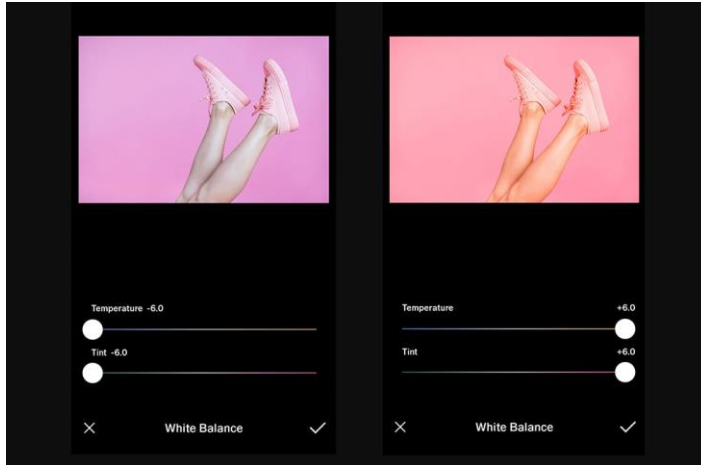 Temperature -6.0
Tint -6.0
White Balance
Temperature +6.0
Tint +6.0
White Balance